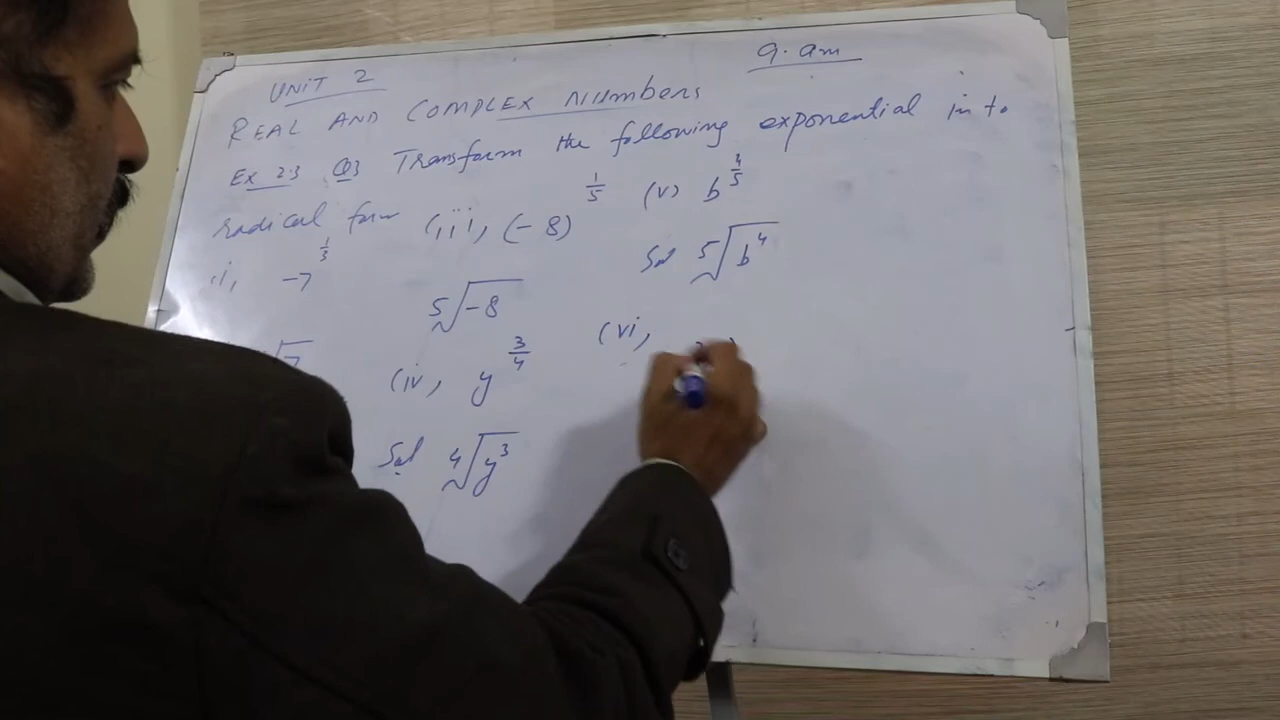 9.am
UNIT 2
REAL AND COMPLEX NUMBERS
Ex 2.3 Q3 Transform the following exponential in to
radical form (iii, (-8)^{1/5} (v) b^{4/5}
i, -7^{1/3}
Sol ⁵√b⁴
⁵√-8
(vi,
(iv, y^{3/4}
√7
Sol ⁴√y³